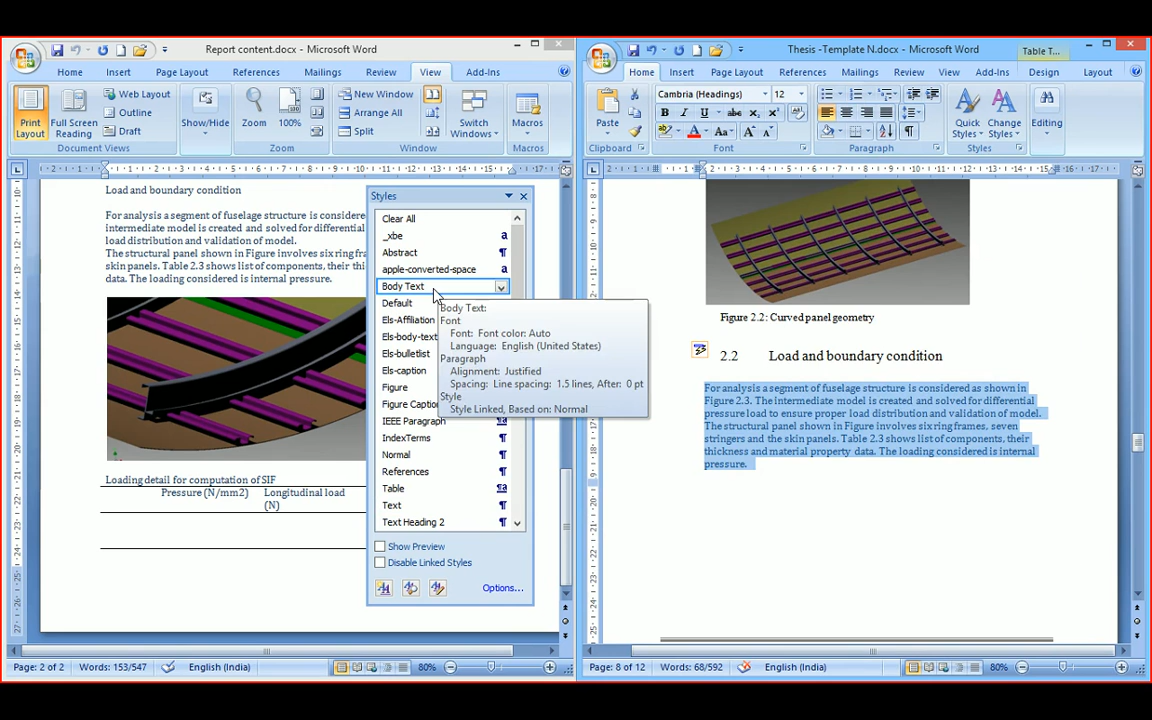 Report content.docx - Microsoft Word
Home Insert Page Layout References Mailings Review View Add-Ins
Print Layout
Full Screen Reading
Web Layout
Outline
Draft
Document Views
Show/Hide
Zoom
100%
Zoom
New Window
Arrange All
Split
Switch Windows
Window
Macros
Macros
Load and boundary condition
For analysis a segment of fuselage structure is considere
intermediate model is created and solved for differential
load distribution and validation of model.
The structural panel shown in Figure involves six ring fra
skin panels. Table 2.3 shows list of components, their thi
data. The loading considered is internal pressure.
Loading detail for computation of SIF
Pressure (N/mm2) Longitudinal load
(N)
Styles
Clear All
_xbe
Abstract
apple-converted-space
Body Text
Default
Els-Affiliation
Els-body-text
Els-bulletlist
Els-caption
Figure
Figure Captio
IEEE Paragraph
IndexTerms
Normal
References
Table
Text
Text Heading 2
Show Preview
Disable Linked Styles
Options...
Body Text:
Font
Font: Font color: Auto
Language: English (United States)
Paragraph
Alignment: Justified
Spacing: Line spacing: 1.5 lines, After: 0 pt
Style
Style Linked, Based on: Normal
Page: 2 of 2 Words: 153/547 English (India) 80%
Thesis -Template N.docx - Microsoft Word
Table T...
Home Insert Page Layout References Mailings Review View Add-Ins Design Layout
Paste
Clipboard
Cambria (Headings) 12
Font
Paragraph
Quick Styles
Change Styles
Styles
Editing
Figure 2.2: Curved panel geometry
2.2 Load and boundary condition
For analysis a segment of fuselage structure is considered as shown in
Figure 2.3. The intermediate model is created and solved for differential
pressure load to ensure proper load distribution and validation of model.
The structural panel shown in Figure involves six ring frames, seven
stringers and the skin panels. Table 2.3 shows list of components, their
thickness and material property data. The loading considered is internal
pressure.
Page: 8 of 12 Words: 68/592 English (India) 80%